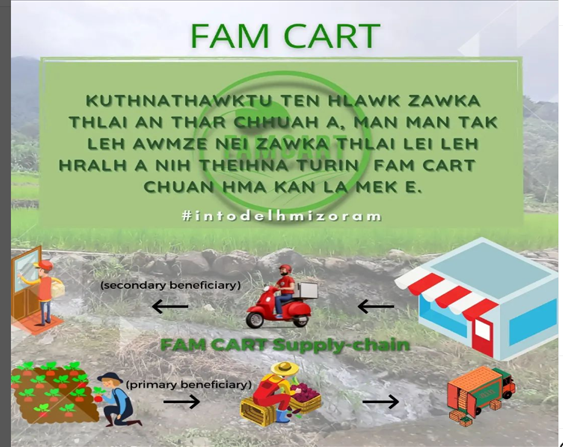 FAM CART
KUTHNATHAWKTU TEN HLAWK ZAWKA
THLAI AN THAR CHHUAH A, MAN MAN TAK
LEH AWMZE NEI ZAWKA THLAI LEI LEH
HRALH A NIH THEIHNA TURIN FAM CART
CHUAN HMA KAN LA MEK E.
#intodelhmizoram
FAMCART
(secondary beneficiary)
FAM CART Supply-chain
(primary beneficiary)